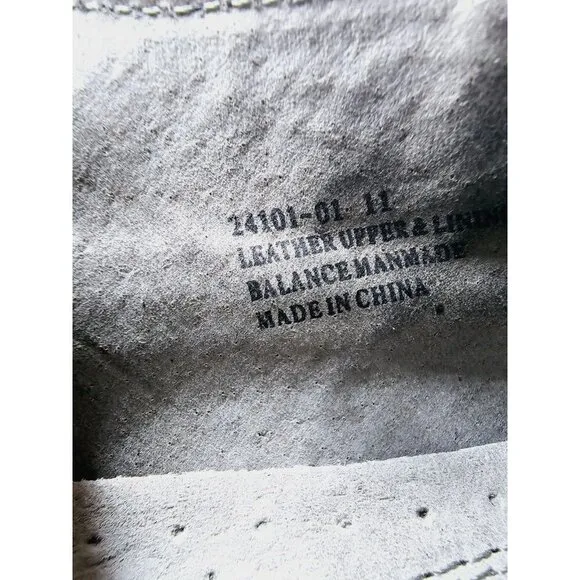 24101-01 11
LEATHER UPPER & LINING
BALANCE MANMADE
MADE IN CHINA